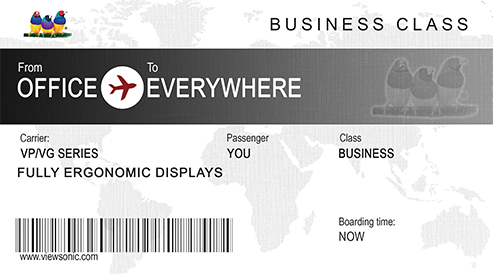 BUSINESS CLASS
From To
OFFICE EVERYWHERE
Carrier: Passenger Class
VP/VG SERIES YOU BUSINESS
FULLY ERGONOMIC DISPLAYS
Boarding time:
NOW
www.viewsonic.com